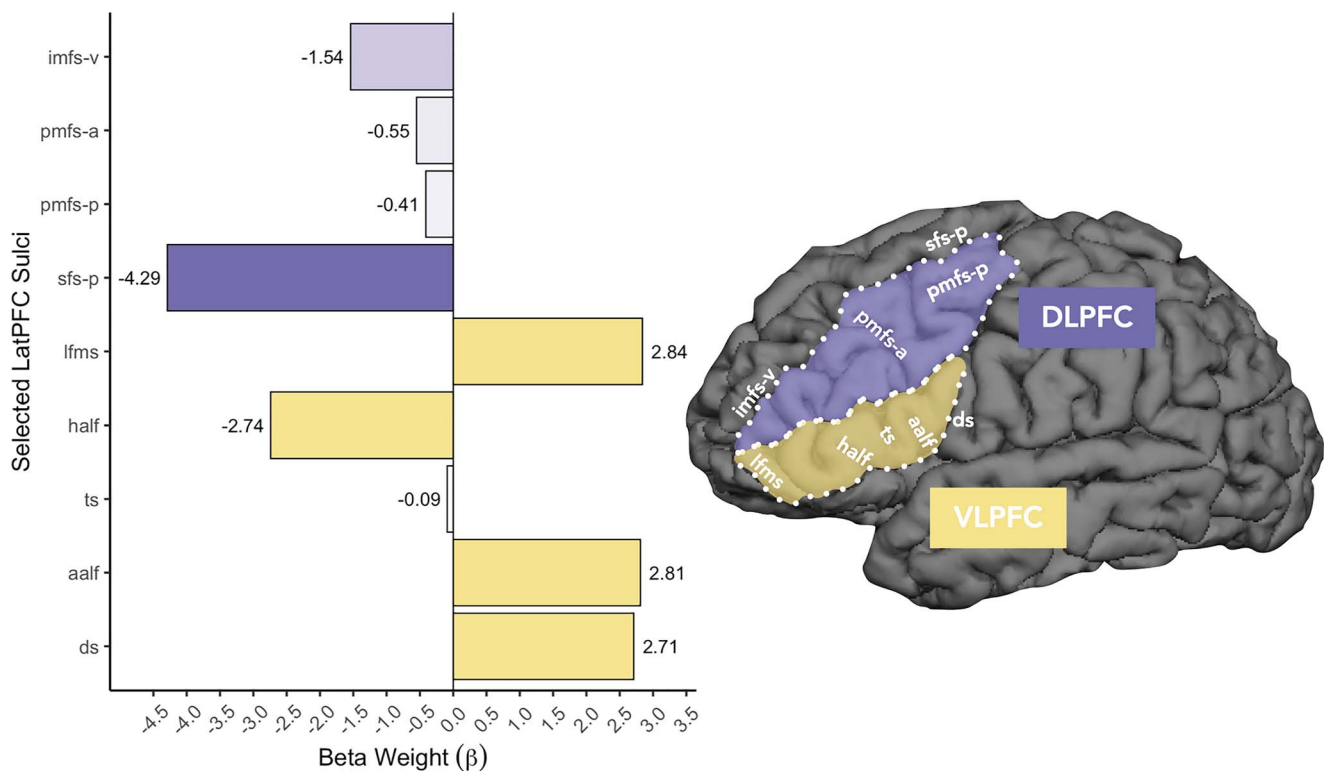 Selected LatPFC Sulci
imfs-v
-1.54
pmfs-a
-0.55
pmfs-p
-0.41
sfs-p
-4.29
lfms
2.84
half
-2.74
ts
-0.09
aalf
2.81
ds
2.71
-4.5 -4.0 -3.5 -3.0 -2.5 -2.0 -1.5 -1.0 -0.5 0.0 0.5 1.0 1.5 2.0 2.5 3.0 3.5
Beta Weight (β)
sfs-p
pmfs-p
pmfs-a
imfs-v
DLPFC
lfms
half
ts
aalf
ds
VLPFC